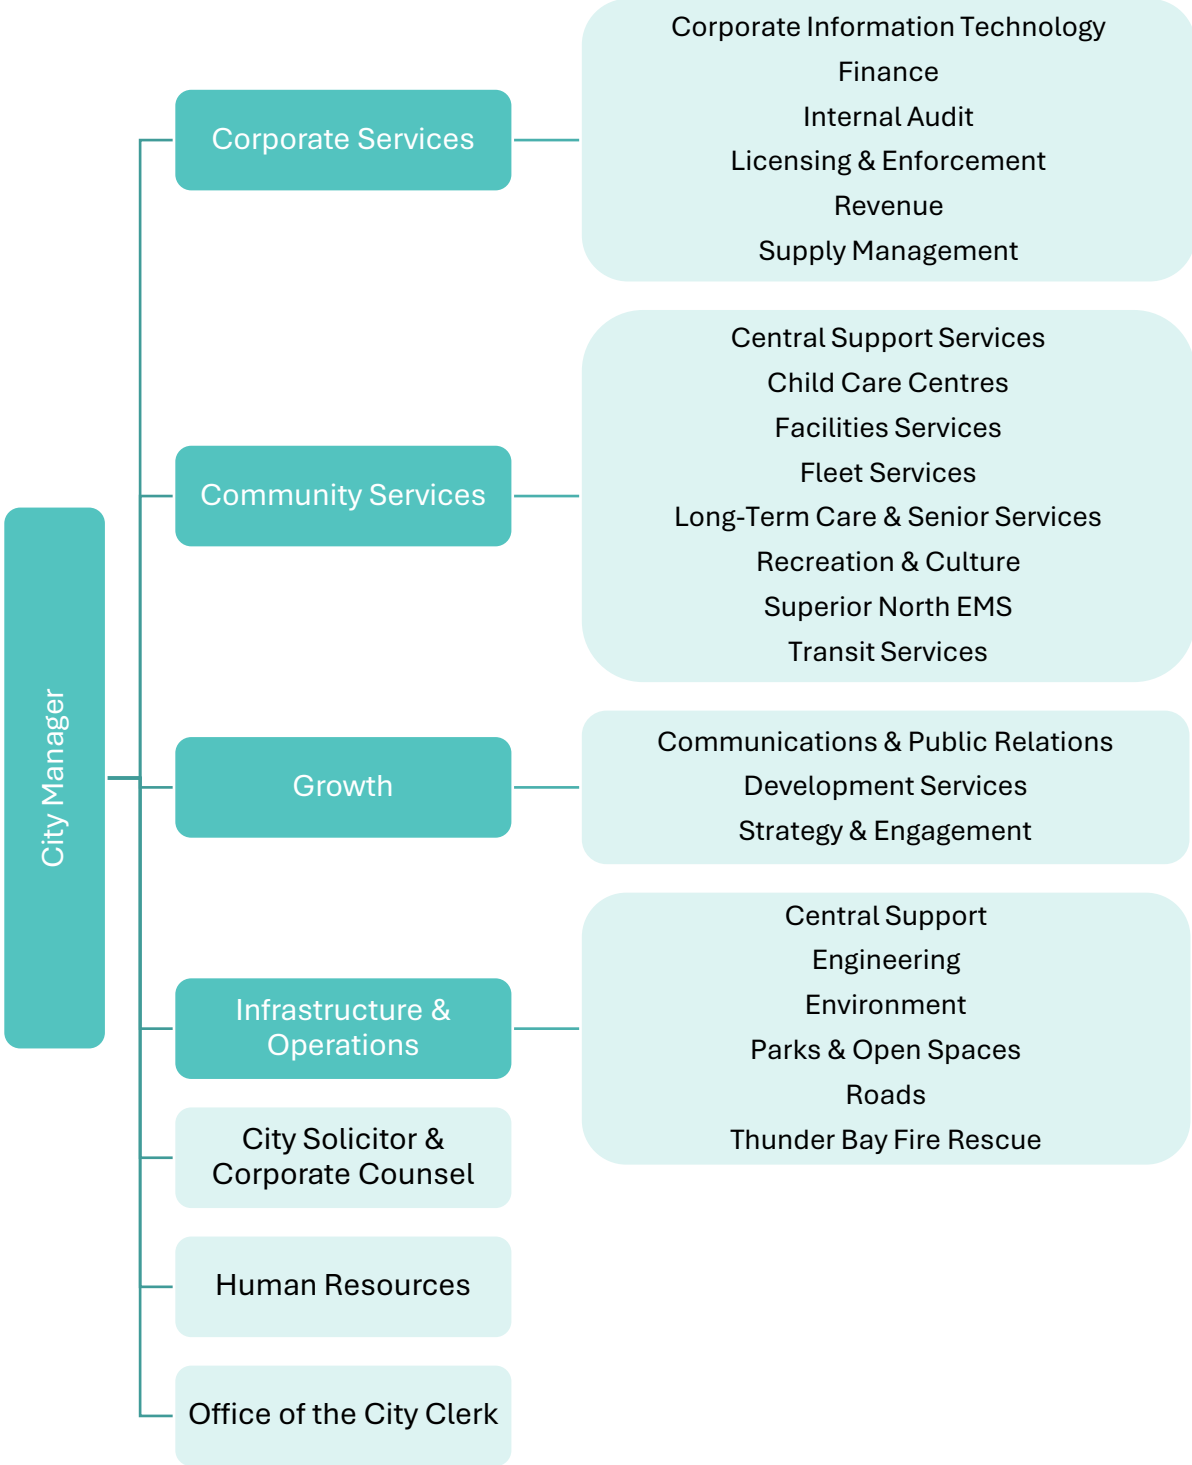 City Manager
Corporate Services
Corporate Information Technology
Finance
Internal Audit
Licensing & Enforcement
Revenue
Supply Management
Community Services
Central Support Services
Child Care Centres
Facilities Services
Fleet Services
Long-Term Care & Senior Services
Recreation & Culture
Superior North EMS
Transit Services
Growth
Communications & Public Relations
Development Services
Strategy & Engagement
Infrastructure &
Operations
Central Support
Engineering
Environment
Parks & Open Spaces
Roads
Thunder Bay Fire Rescue
City Solicitor &
Corporate Counsel
Human Resources
Office of the City Clerk